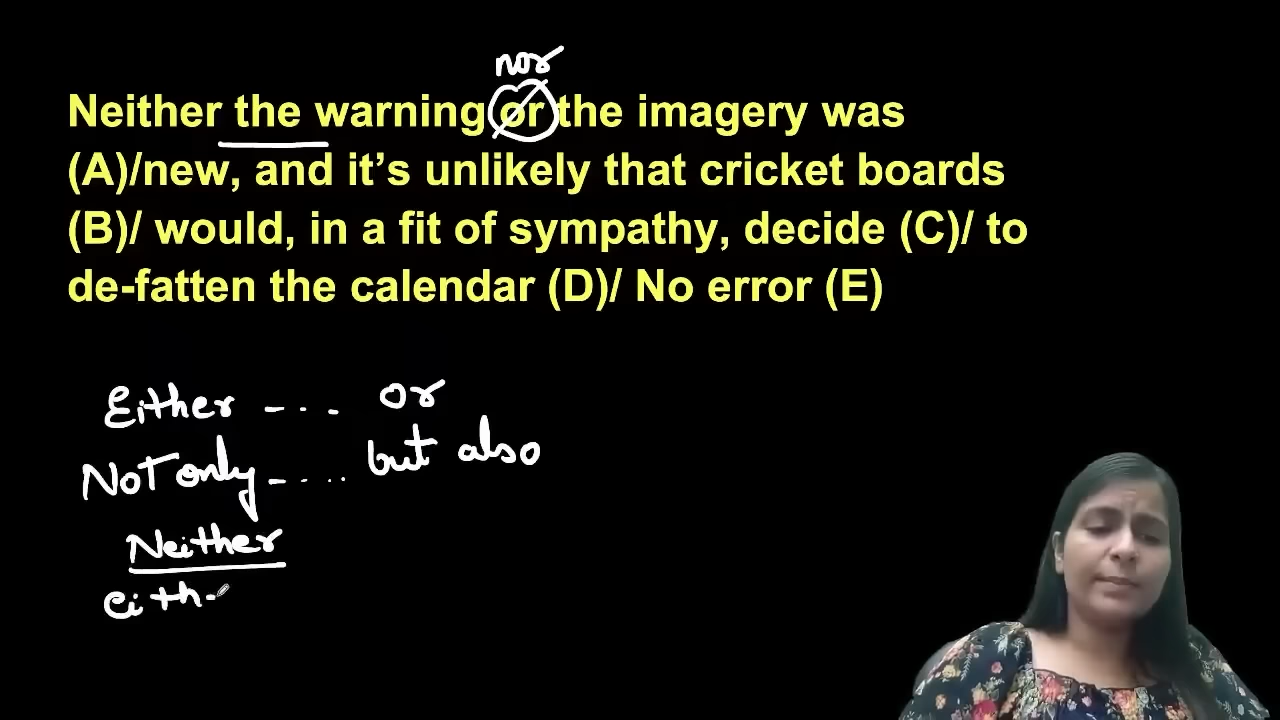 nor
Neither the warning or the imagery was
(A)/new, and it's unlikely that cricket boards
(B)/ would, in a fit of sympathy, decide (C)/ to
de-fatten the calendar (D)/ No error (E)
Either --.. or
Not only-... but also
Neither
eith-